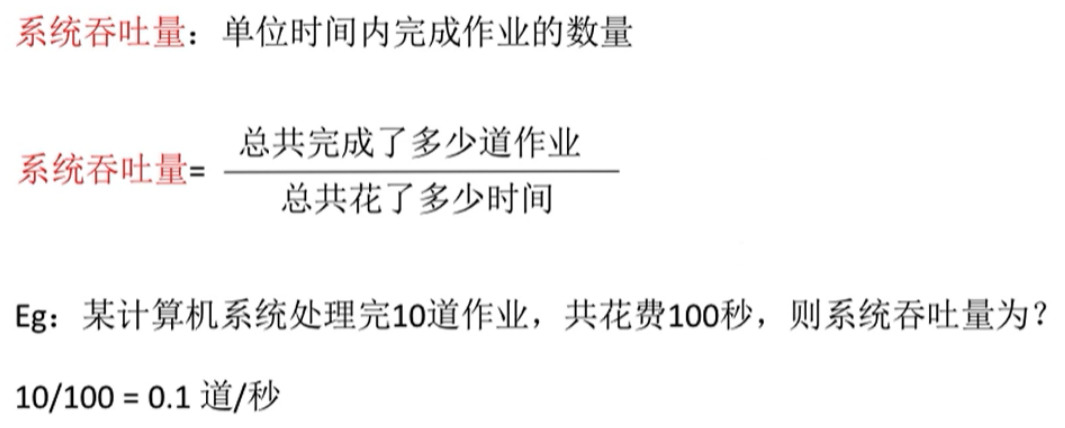 系统吞吐量：单位时间内完成作业的数量
系统吞吐量= 总共完成了多少道作业
总共花了多少时间
Eg：某计算机系统处理完10道作业，共花费100秒，则系统吞吐量为？
10/100 = 0.1 道/秒